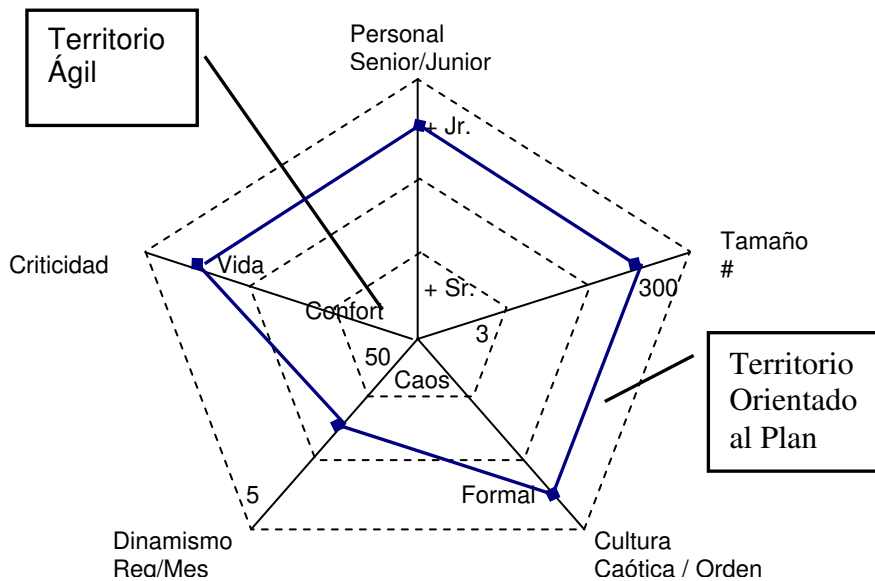 Territorio
Ágil
Personal
Senior/Junior
+ Jr.
Criticidad
Vida
Tamaño
#
Confort
+ Sr.
300
3
50
Caos
Territorio
Orientado
al Plan
5
Formal
Dinamismo
Req/Mes
Cultura
Caótica / Orden